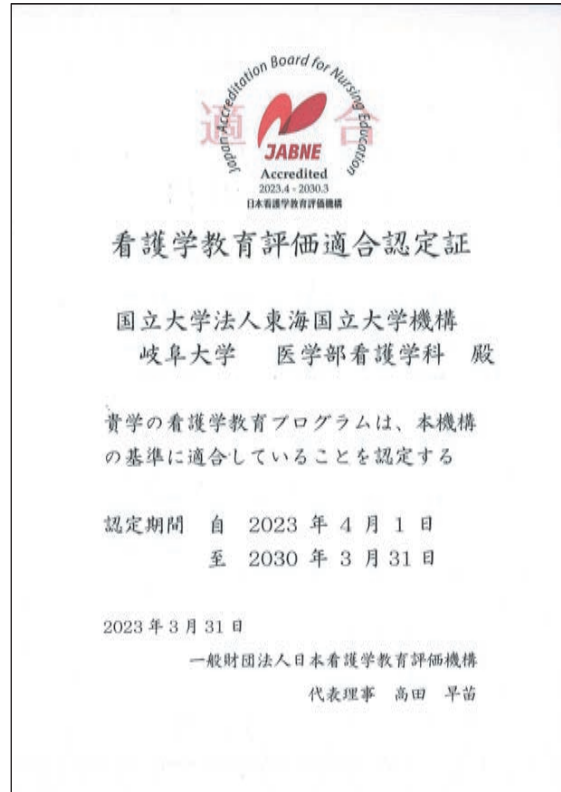 Japan Accreditation Board for Nursing Education
適 合
JABNE
Accredited
2023.4 - 2030.3
日本看護学教育評価機構
看護学教育評価適合認定証
国立大学法人東海国立大学機構
岐阜大学 医学部看護学科 殿
貴学の看護学教育プログラムは、本機構
の基準に適合していることを認定する
認定期間 自 2023 年 4 月 1 日
至 2030 年 3 月 31 日
2023 年 3 月 31 日
一般財団法人日本看護学教育評価機構
代表理事 高田 早苗